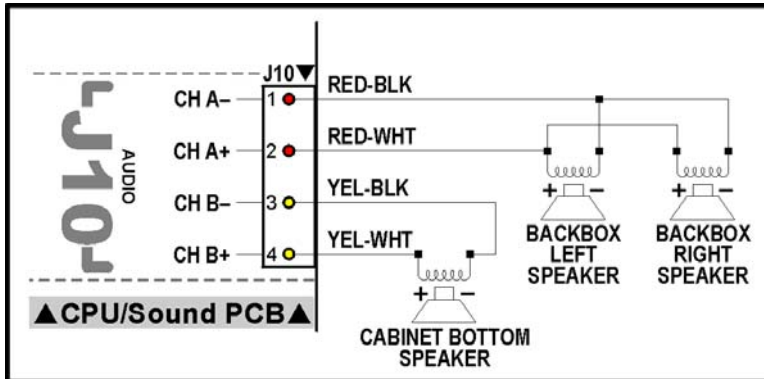 J10▼
J10
AUDIO
CH A– 1 RED-BLK
CH A+ 2 RED-WHT
CH B– 3 YEL-BLK
CH B+ 4 YEL-WHT
+ –
BACKBOX
LEFT
SPEAKER
+ –
BACKBOX
RIGHT
SPEAKER
+ –
CABINET BOTTOM
SPEAKER
▲CPU/Sound PCB▲